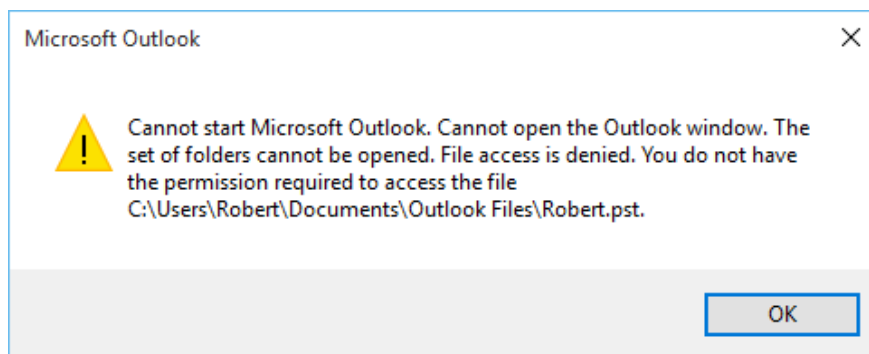 Microsoft Outlook
Cannot start Microsoft Outlook. Cannot open the Outlook window. The
set of folders cannot be opened. File access is denied. You do not have
the permission required to access the file
C:\Users\Robert\Documents\Outlook Files\Robert.pst.
OK